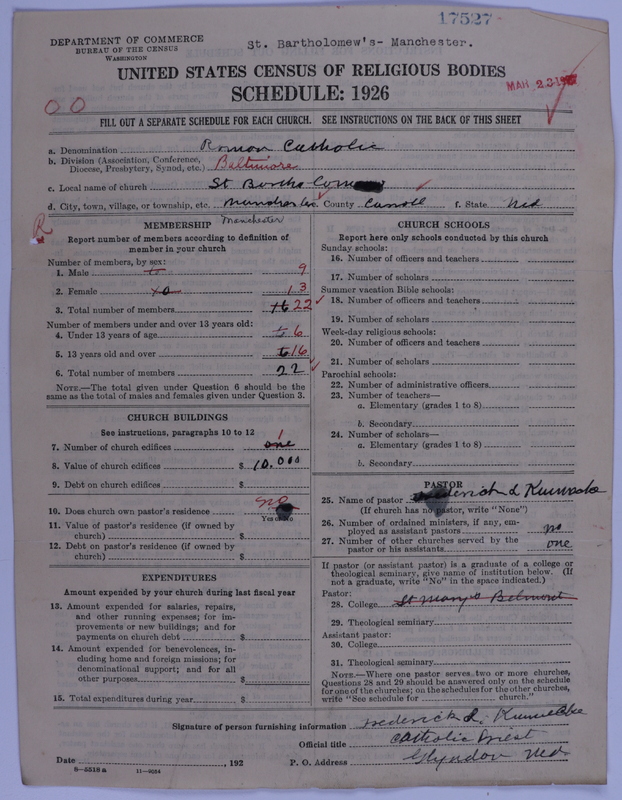 17527
DEPARTMENT OF COMMERCE
BUREAU OF THE CENSUS
WASHINGTON
St. Bartholomew's- Manchester.
UNITED STATES CENSUS OF RELIGIOUS BODIES
SCHEDULE: 1926
MAR 23 1927
FILL OUT A SEPARATE SCHEDULE FOR EACH CHURCH. SEE INSTRUCTIONS ON THE BACK OF THIS SHEET
a. Denomination Roman Catholic
b. Division (Association, Conference, Diocese, Presbytery, Synod, etc.) Baltimore
c. Local name of church St
d. City, town, village, or township, etc. Manchester County Carroll f. State Md
Manchester
R
MEMBERSHIP
Report number of members according to definition of
member in your church
Number of members, by sex:
1. Male 9
2. Female 13
3. Total number of members 22
Number of members under and over 13 years old:
4. Under 13 years of age 6
5. 13 years old and over 16
6. Total number of members 22
NOTE.—The total given under Question 6 should be the
same as the total of males and females given under Question 3.
CHURCH BUILDINGS
See instructions, paragraphs 10 to 12
7. Number of church edifices one 1
8. Value of church edifices $ 10.000
9. Debt on church edifices $
10. Does church own pastor's residence no
Yes or No
11. Value of pastor's residence (if owned by
church) $
12. Debt on pastor's residence (if owned by
church) $
EXPENDITURES
Amount expended by your church during last fiscal year
13. Amount expended for salaries, repairs,
and other running expenses; for im-
provements or new buildings; and for
payments on church debt $
14. Amount expended for benevolences, in-
cluding home and foreign missions; for
denominational support; and for all
other purposes $
15. Total expenditures during year $
CHURCH SCHOOLS
Report here only schools conducted by this church
Sunday schools:
16. Number of officers and teachers
17. Number of scholars
Summer vacation Bible schools:
18. Number of officers and teachers
19. Number of scholars
Week-day religious schools:
20. Number of officers and teachers
21. Number of scholars
Parochial schools:
22. Number of administrative officers
23. Number of teachers—
a. Elementary (grades 1 to 8)
b. Secondary
24. Number of scholars—
a. Elementary (grades 1 to 8)
b. Secondary
PASTOR
25. Name of pastor Frederick L
(If church has no pastor, write "None")
26. Number of ordained ministers, if any, em-
ployed as assistant pastors no
27. Number of other churches served by the
pastor or his assistants one
If pastor (or assistant pastor) is a graduate of a college or
theological seminary, give name of institution below. (If
not a graduate, write "No" in the space indicated.)
Pastor:
28. College St Mary's Belmont
29. Theological seminary
Assistant pastor:
30. College
31. Theological seminary
NOTE.—Where one pastor serves two or more churches,
Questions 28 and 29 should be answered only on the schedule
for one of the churches; on the schedules for the other churches,
write "See schedule for church."
Signature of person furnishing information Frederick L.
Official title Catholic Priest
Date , 192 P. O. Address Glyndon Md
8-5518a 11-9024